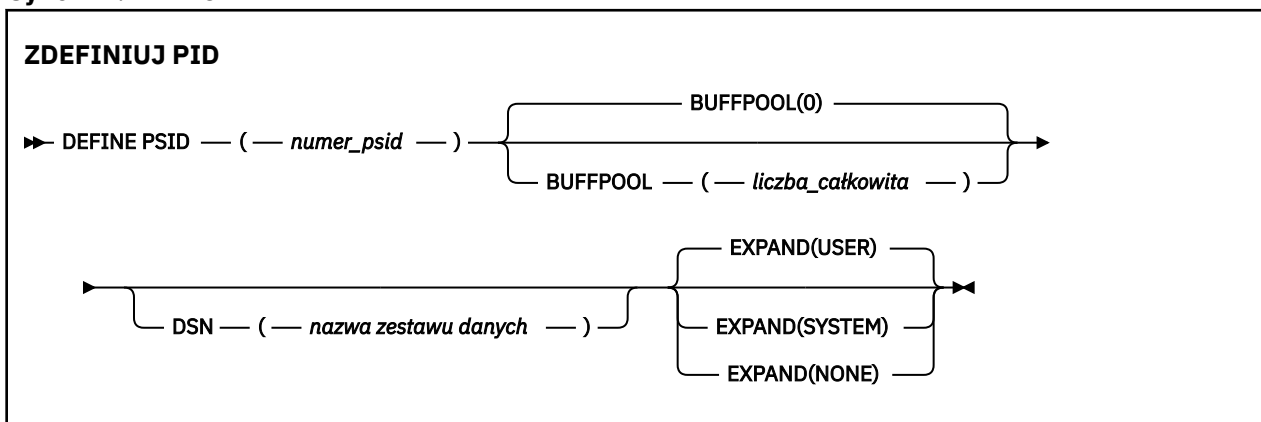 ZDEFINIUJ PID
BUFFPOOL(0)
DEFINE PSID ( numer_psid )
BUFFPOOL ( liczba_całkowita )
EXPAND(USER)
DSN ( nazwa zestawu danych ) EXPAND(SYSTEM)
EXPAND(NONE)